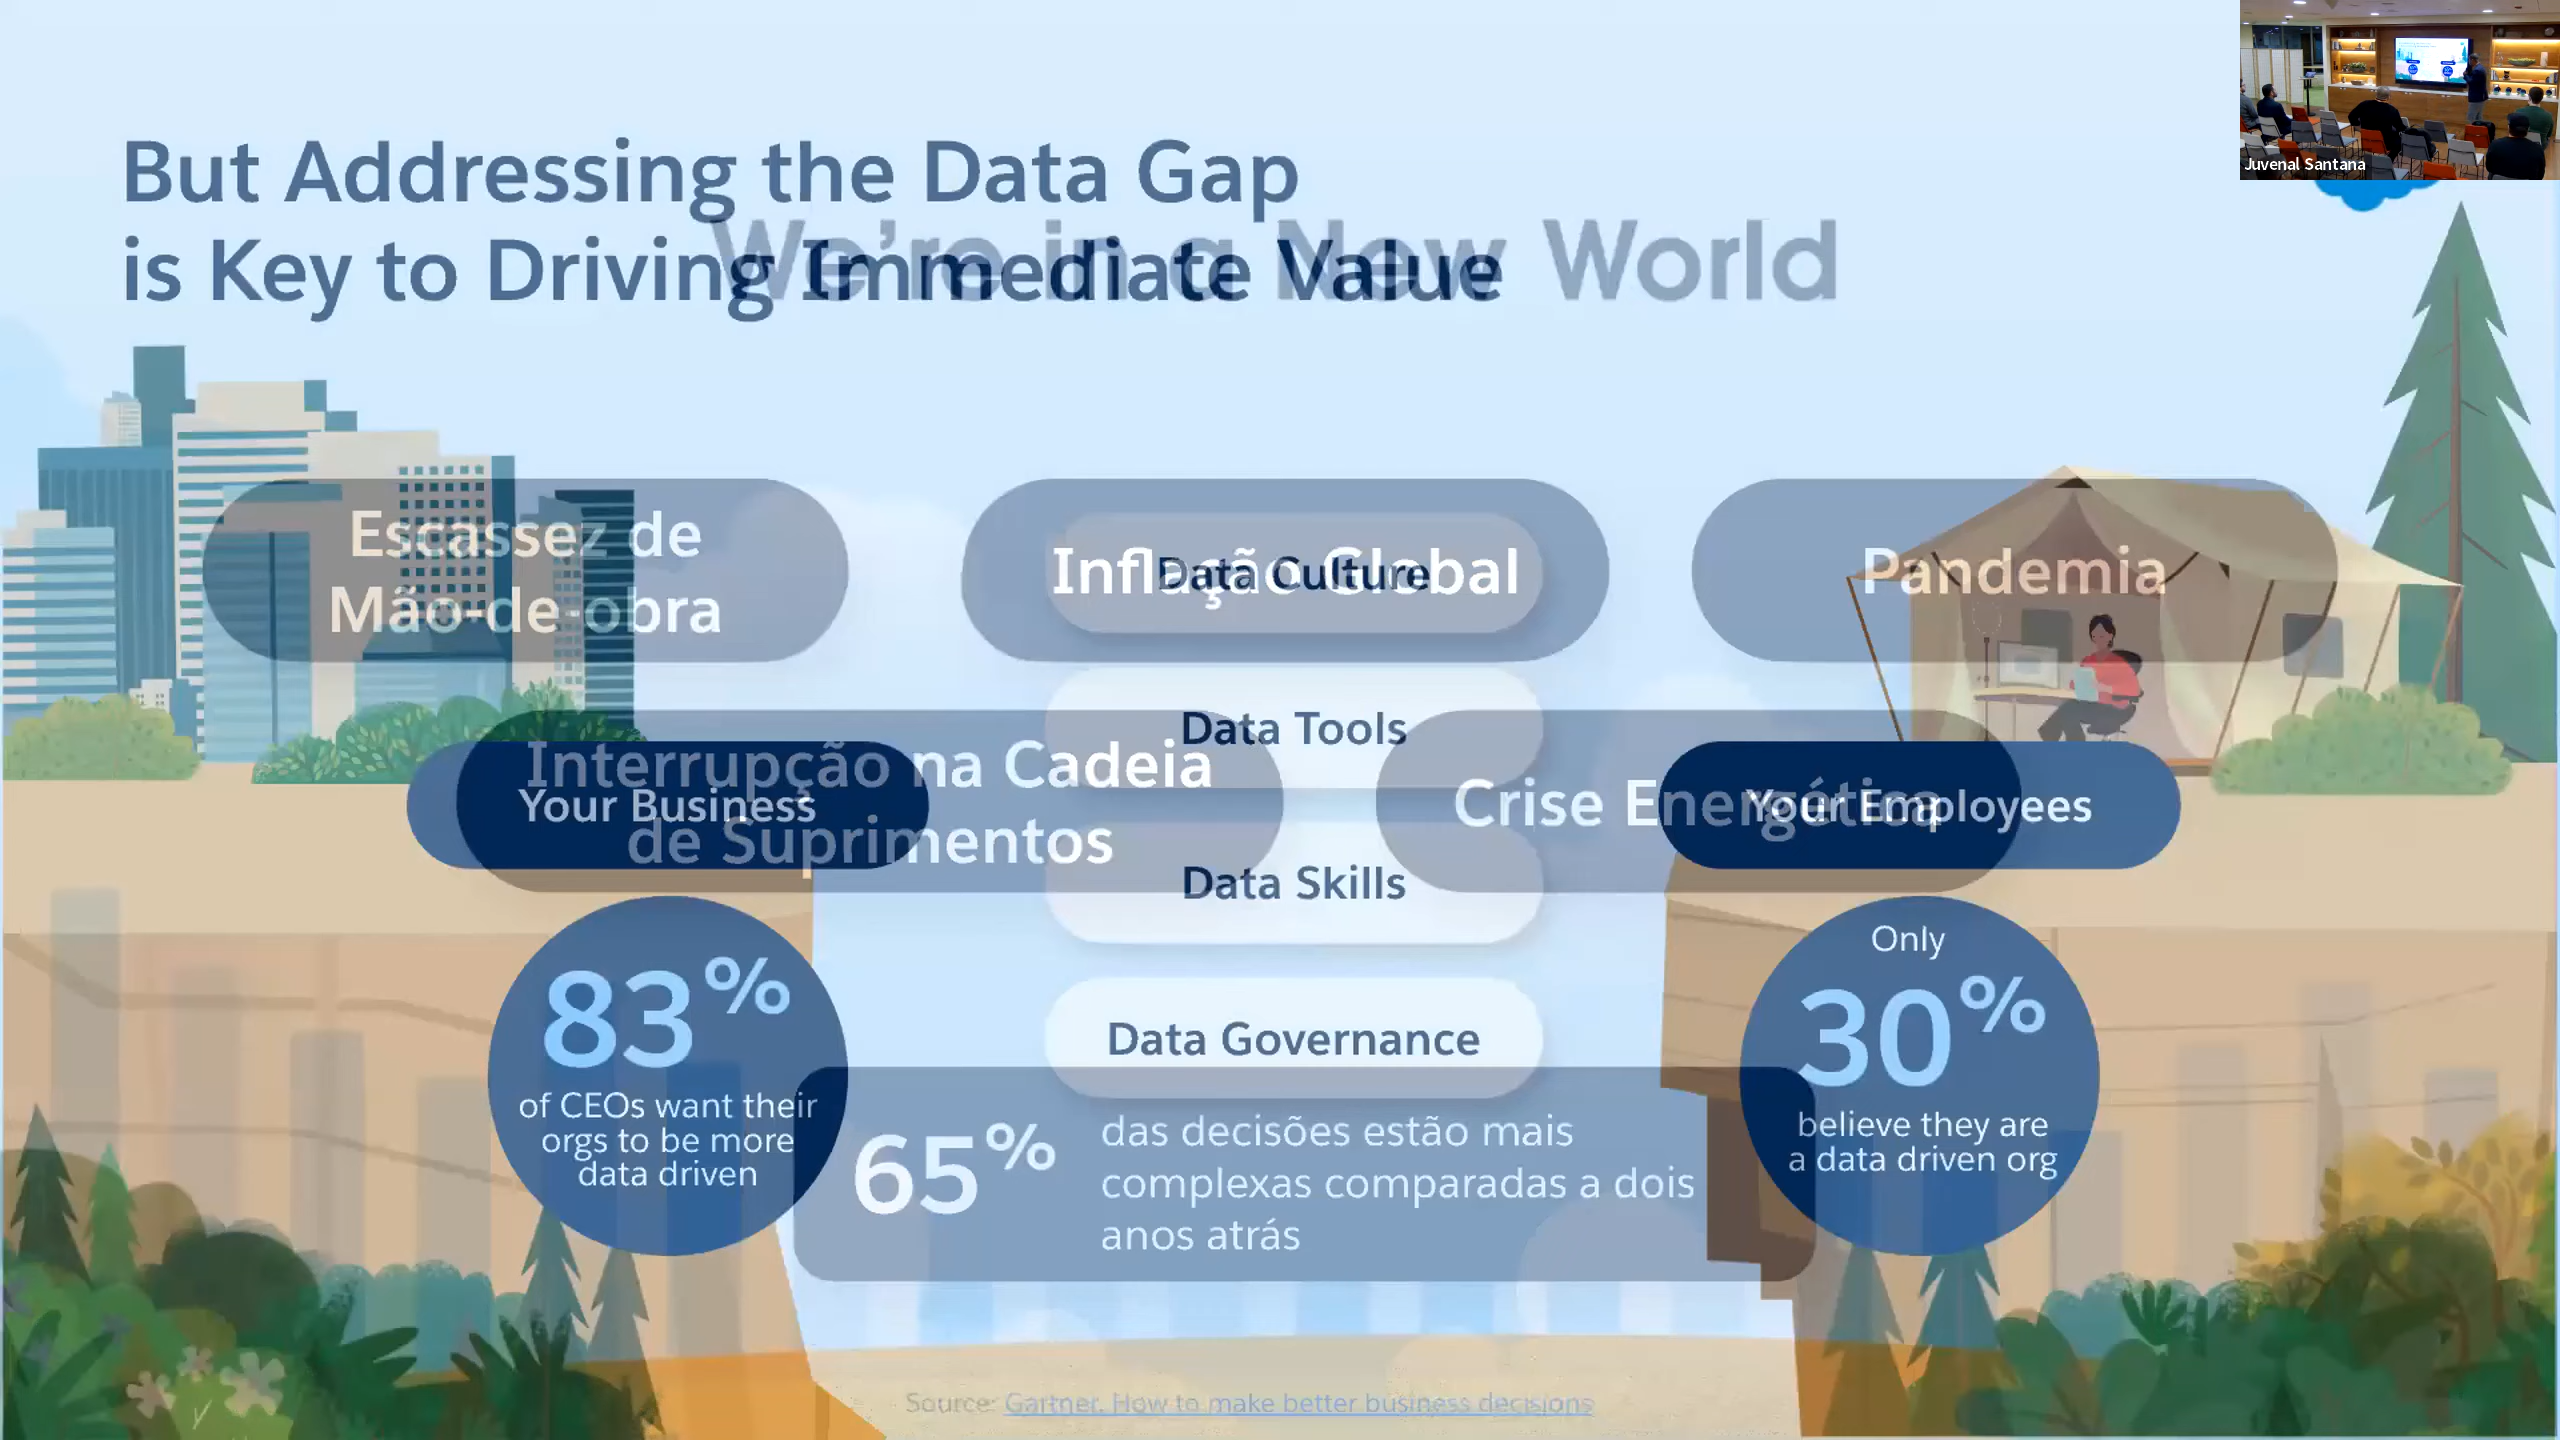 Juvenal Santana
But Addressing the Data Gap
is Key to Driving Immediate Value
We're in a New World
Escassez de
Mão-de-obra
Inflação Global
Data Culture
Pandemia
Data Tools
Interrupção na Cadeia
de Suprimentos
Your Business
Crise Energética
Your Employees
Data Skills
Data Governance
83%
of CEOs want their
orgs to be more
data driven
Only
30%
believe they are
a data driven org
65%
das decisões estão mais
complexas comparadas a dois
anos atrás
Source: Gartner. How to make better business decisions